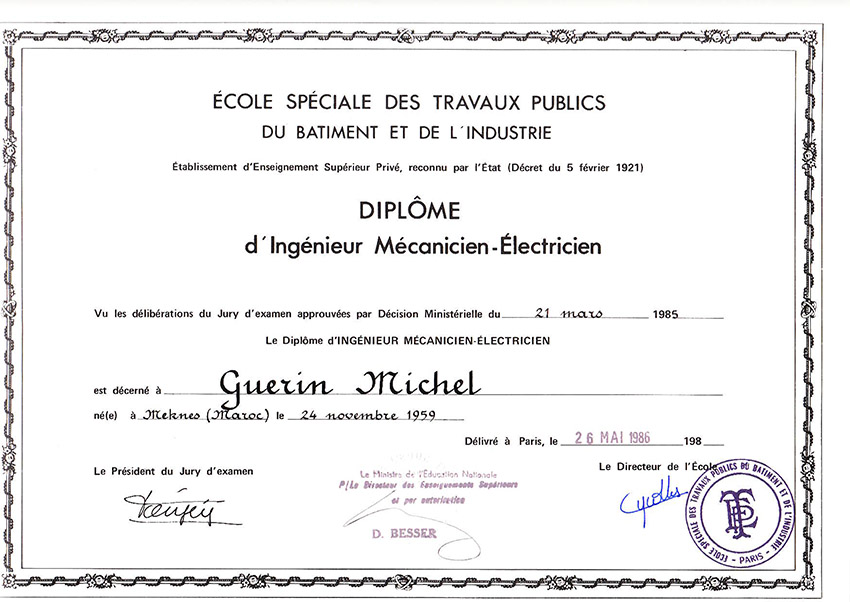 ÉCOLE SPÉCIALE DES TRAVAUX PUBLICS
DU BATIMENT ET DE L'INDUSTRIE
Établissement d'Enseignement Supérieur Privé, reconnu par l'État (Décret du 5 février 1921)
DIPLÔME
d'Ingénieur Mécanicien-Électricien
Vu les délibérations du Jury d'examen approuvées par Décision Ministérielle du 21 mars 1985
Le Diplôme d'INGÉNIEUR MÉCANICIEN-ÉLECTRICIEN
est décerné à Guerin Michel
né(e) à Meknes (Maroc) le 24 novembre 1959
Délivré à Paris, le 26 MAI 1986 198
Le Président du Jury d'examen
Le Ministre de l'Éducation Nationale
P/Le Directeur des Enseignements Supérieurs
et par autorisation
D. BESSER
Le Directeur de l'École
ÉCOLE SPÉCIALE DES TRAVAUX PUBLICS DU BATIMENT ET DE L'INDUSTRIE
- PARIS -